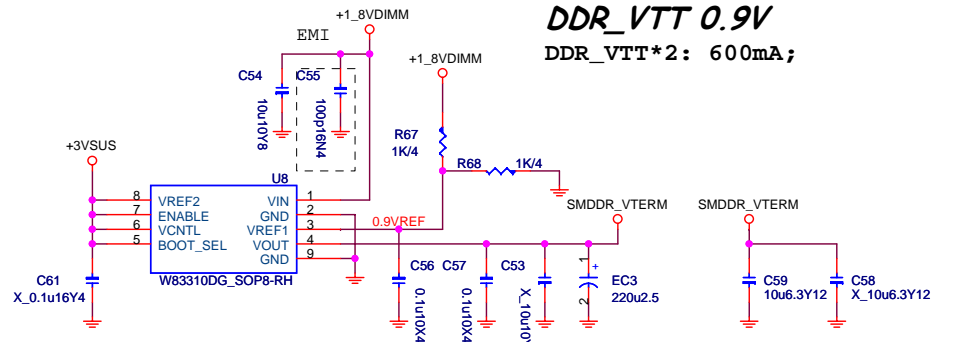 DDR_VTT 0.9V
DDR_VTT*2: 600mA;
+1_8VDIMM
EMI
C54
C55
10u10Y8
100p16N4
+1_8VDIMM
R67
1K/4
R68
1K/4
+3VSUS
U8
8
VREF2
VIN
1
7
ENABLE
GND
2
6
VCNTL
VREF1
3
5
BOOT_SEL
VOUT
4
GND
9
W83310DG_SOP8-RH
0.9VREF
SMDDR_VTERM
SMDDR_VTERM
C61
X_0.1u16Y4
C56
0.1u10X4
C57
0.1u10X4
C53
X_10u10Y
1
+
EC3
220u2.5
2
C59
10u6.3Y12
C58
X_10u6.3Y12